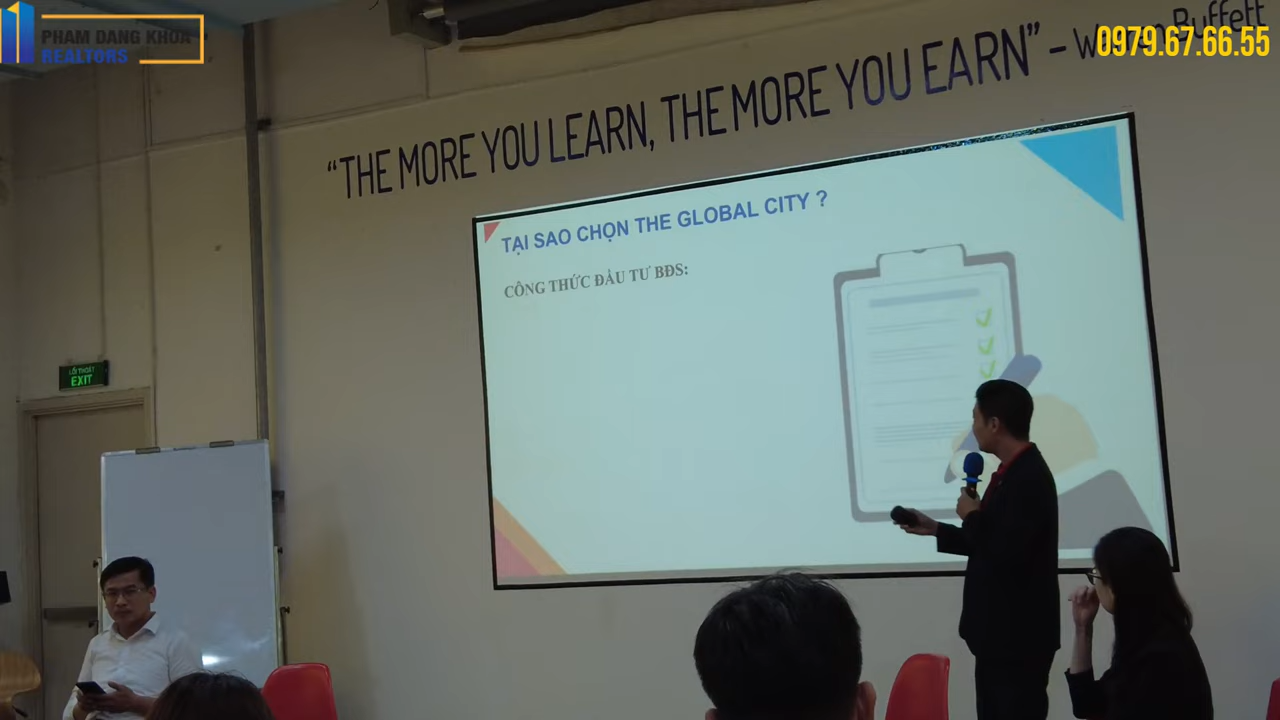 PHAM DANG KHOA
REALTORS
0979.67.66.55
“THE MORE YOU LEARN, THE MORE YOU EARN” – Buffett
TẠI SAO CHỌN THE GLOBAL CITY ?
CÔNG THỨC ĐẦU TƯ BĐS:
LỐI THOÁT
EXIT